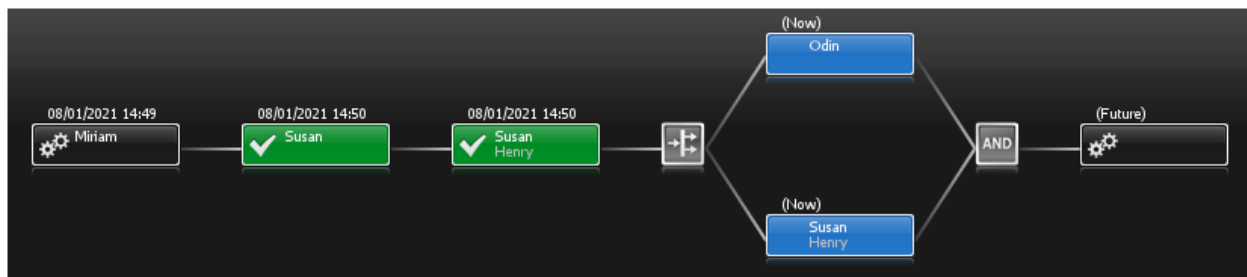 08/01/2021 14:49
Miriam
08/01/2021 14:50
Susan
08/01/2021 14:50
Susan
Henry
(Now)
Odin
(Now)
Susan
Henry
AND
(Future)